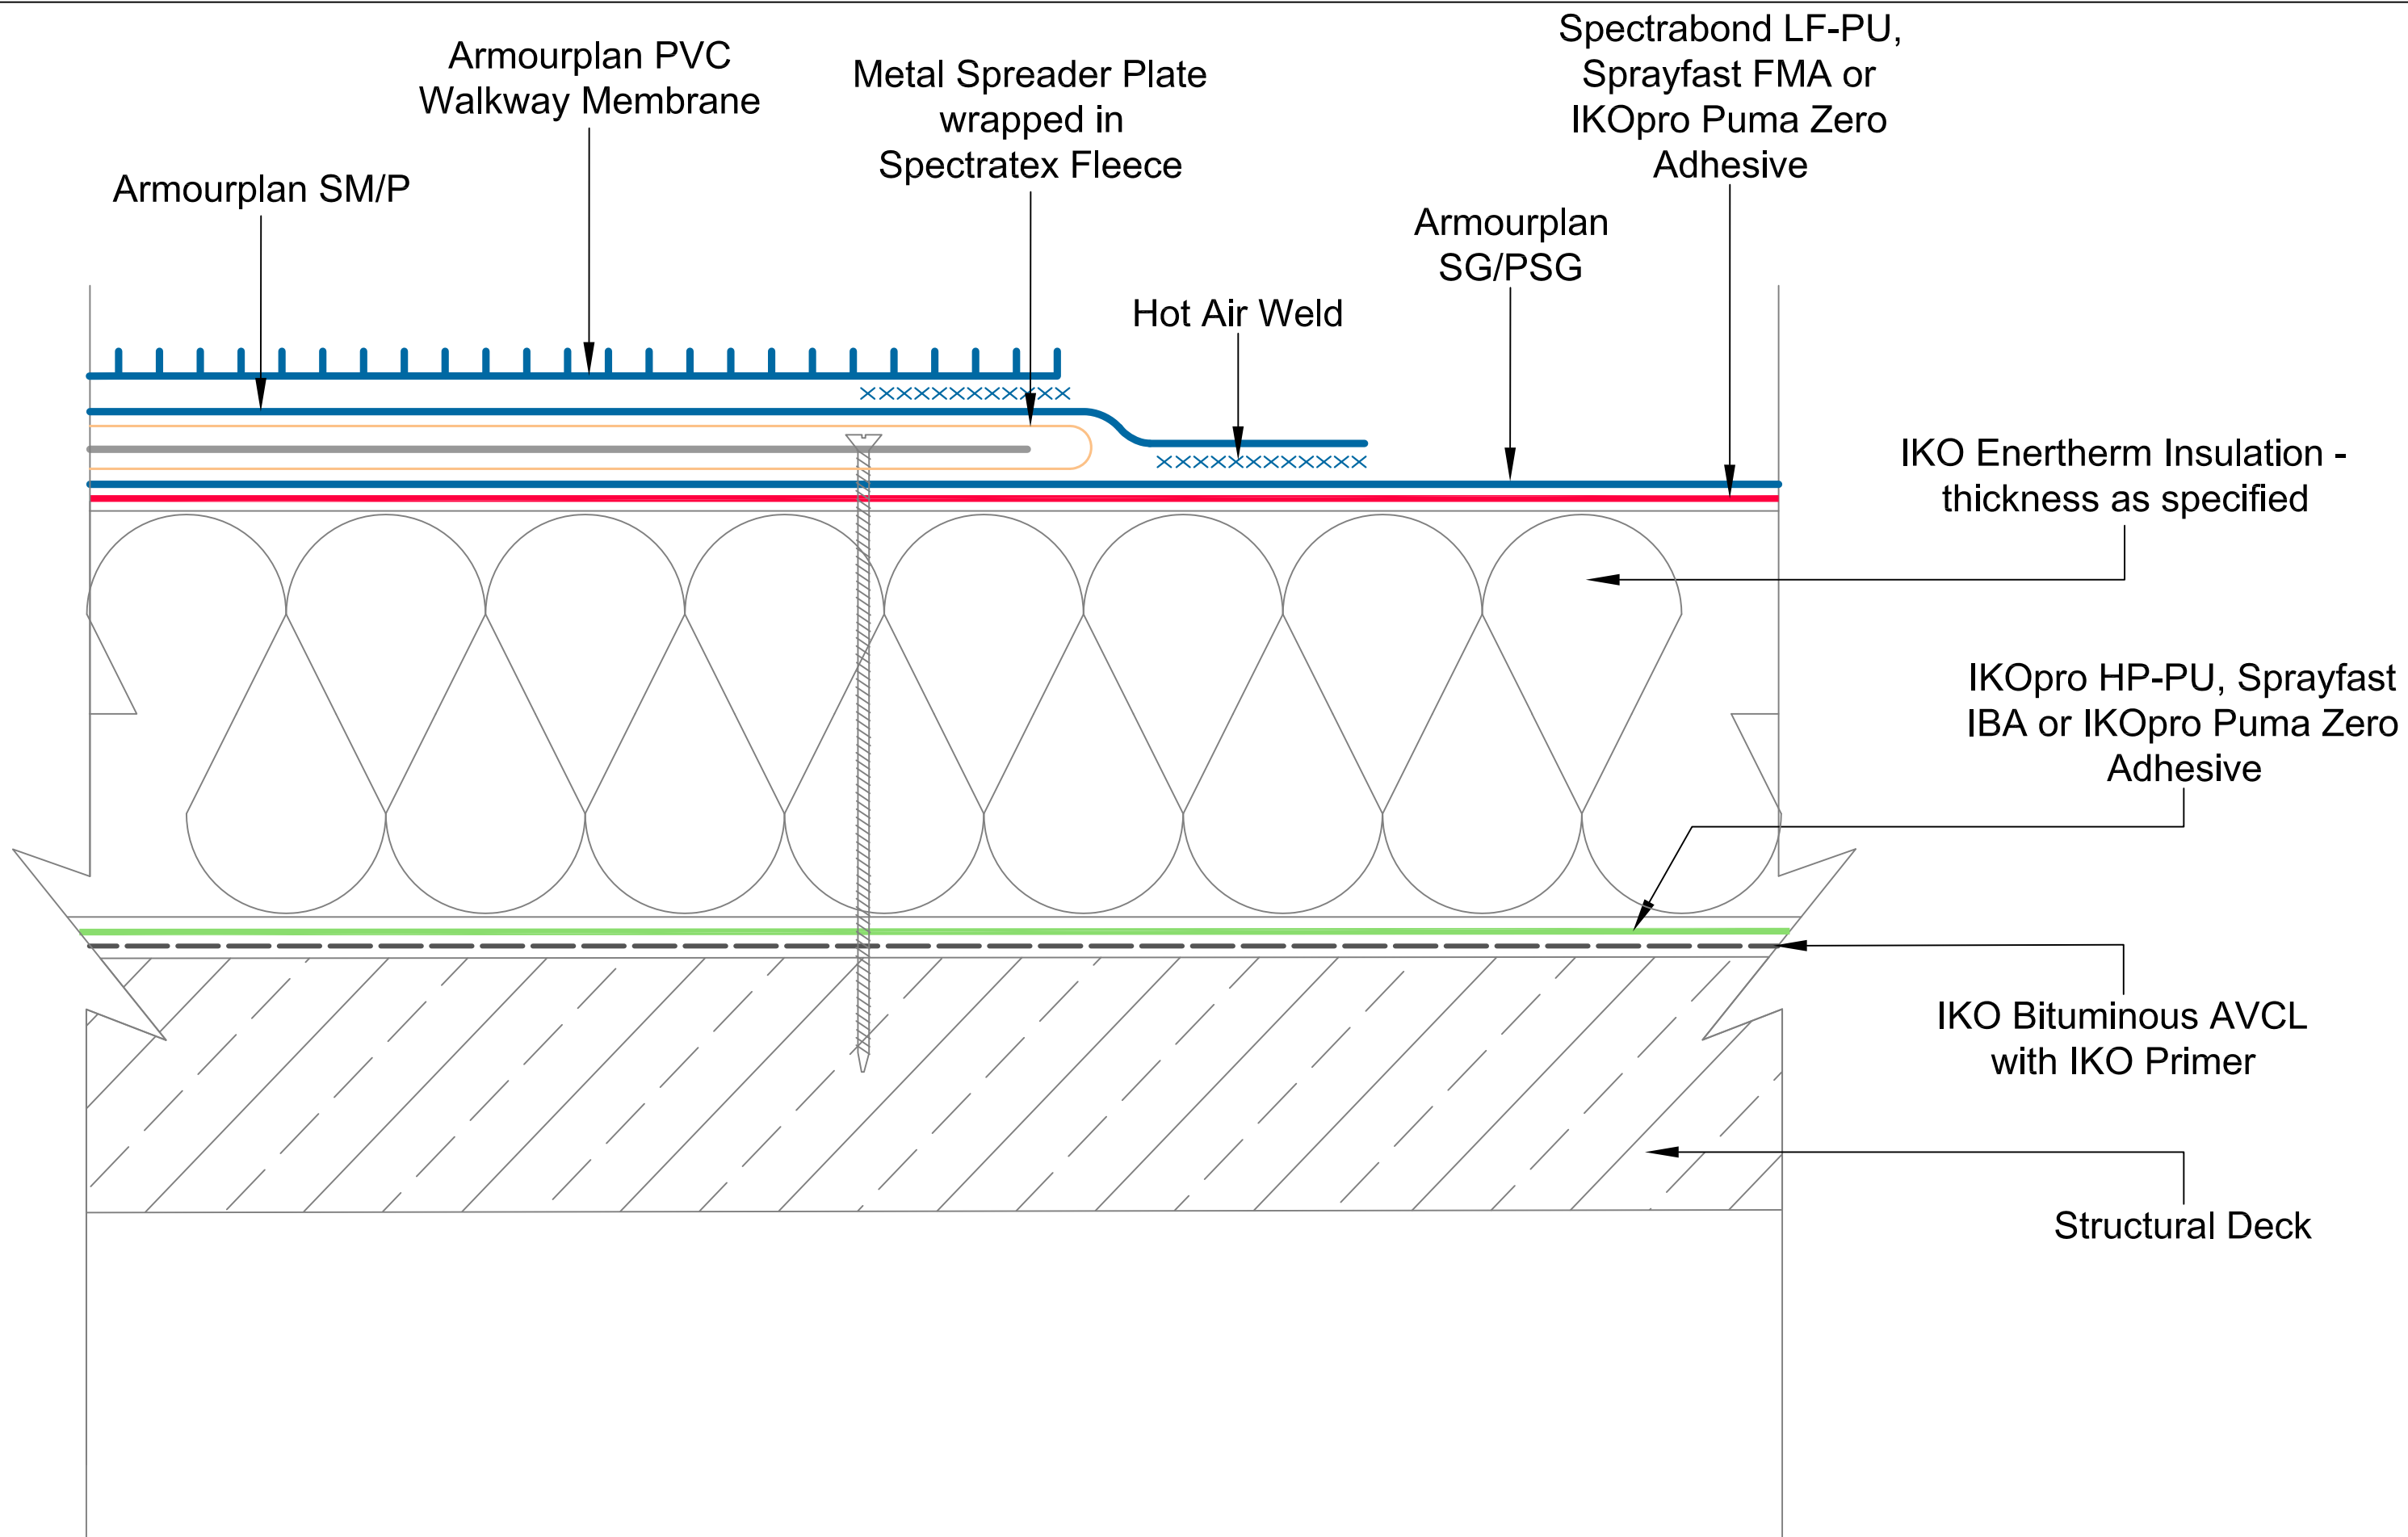 Armourplan SM/P
Armourplan PVC
Walkway Membrane
Metal Spreader Plate
wrapped in
Spectratex Fleece
Hot Air Weld
Armourplan
SG/PSG
Spectrabond LF-PU,
Sprayfast FMA or
IKOpro Puma Zero
Adhesive
IKO Enertherm Insulation -
thickness as specified
IKOpro HP-PU, Sprayfast
IBA or IKOpro Puma Zero
Adhesive
IKO Bituminous AVCL
with IKO Primer
Structural Deck